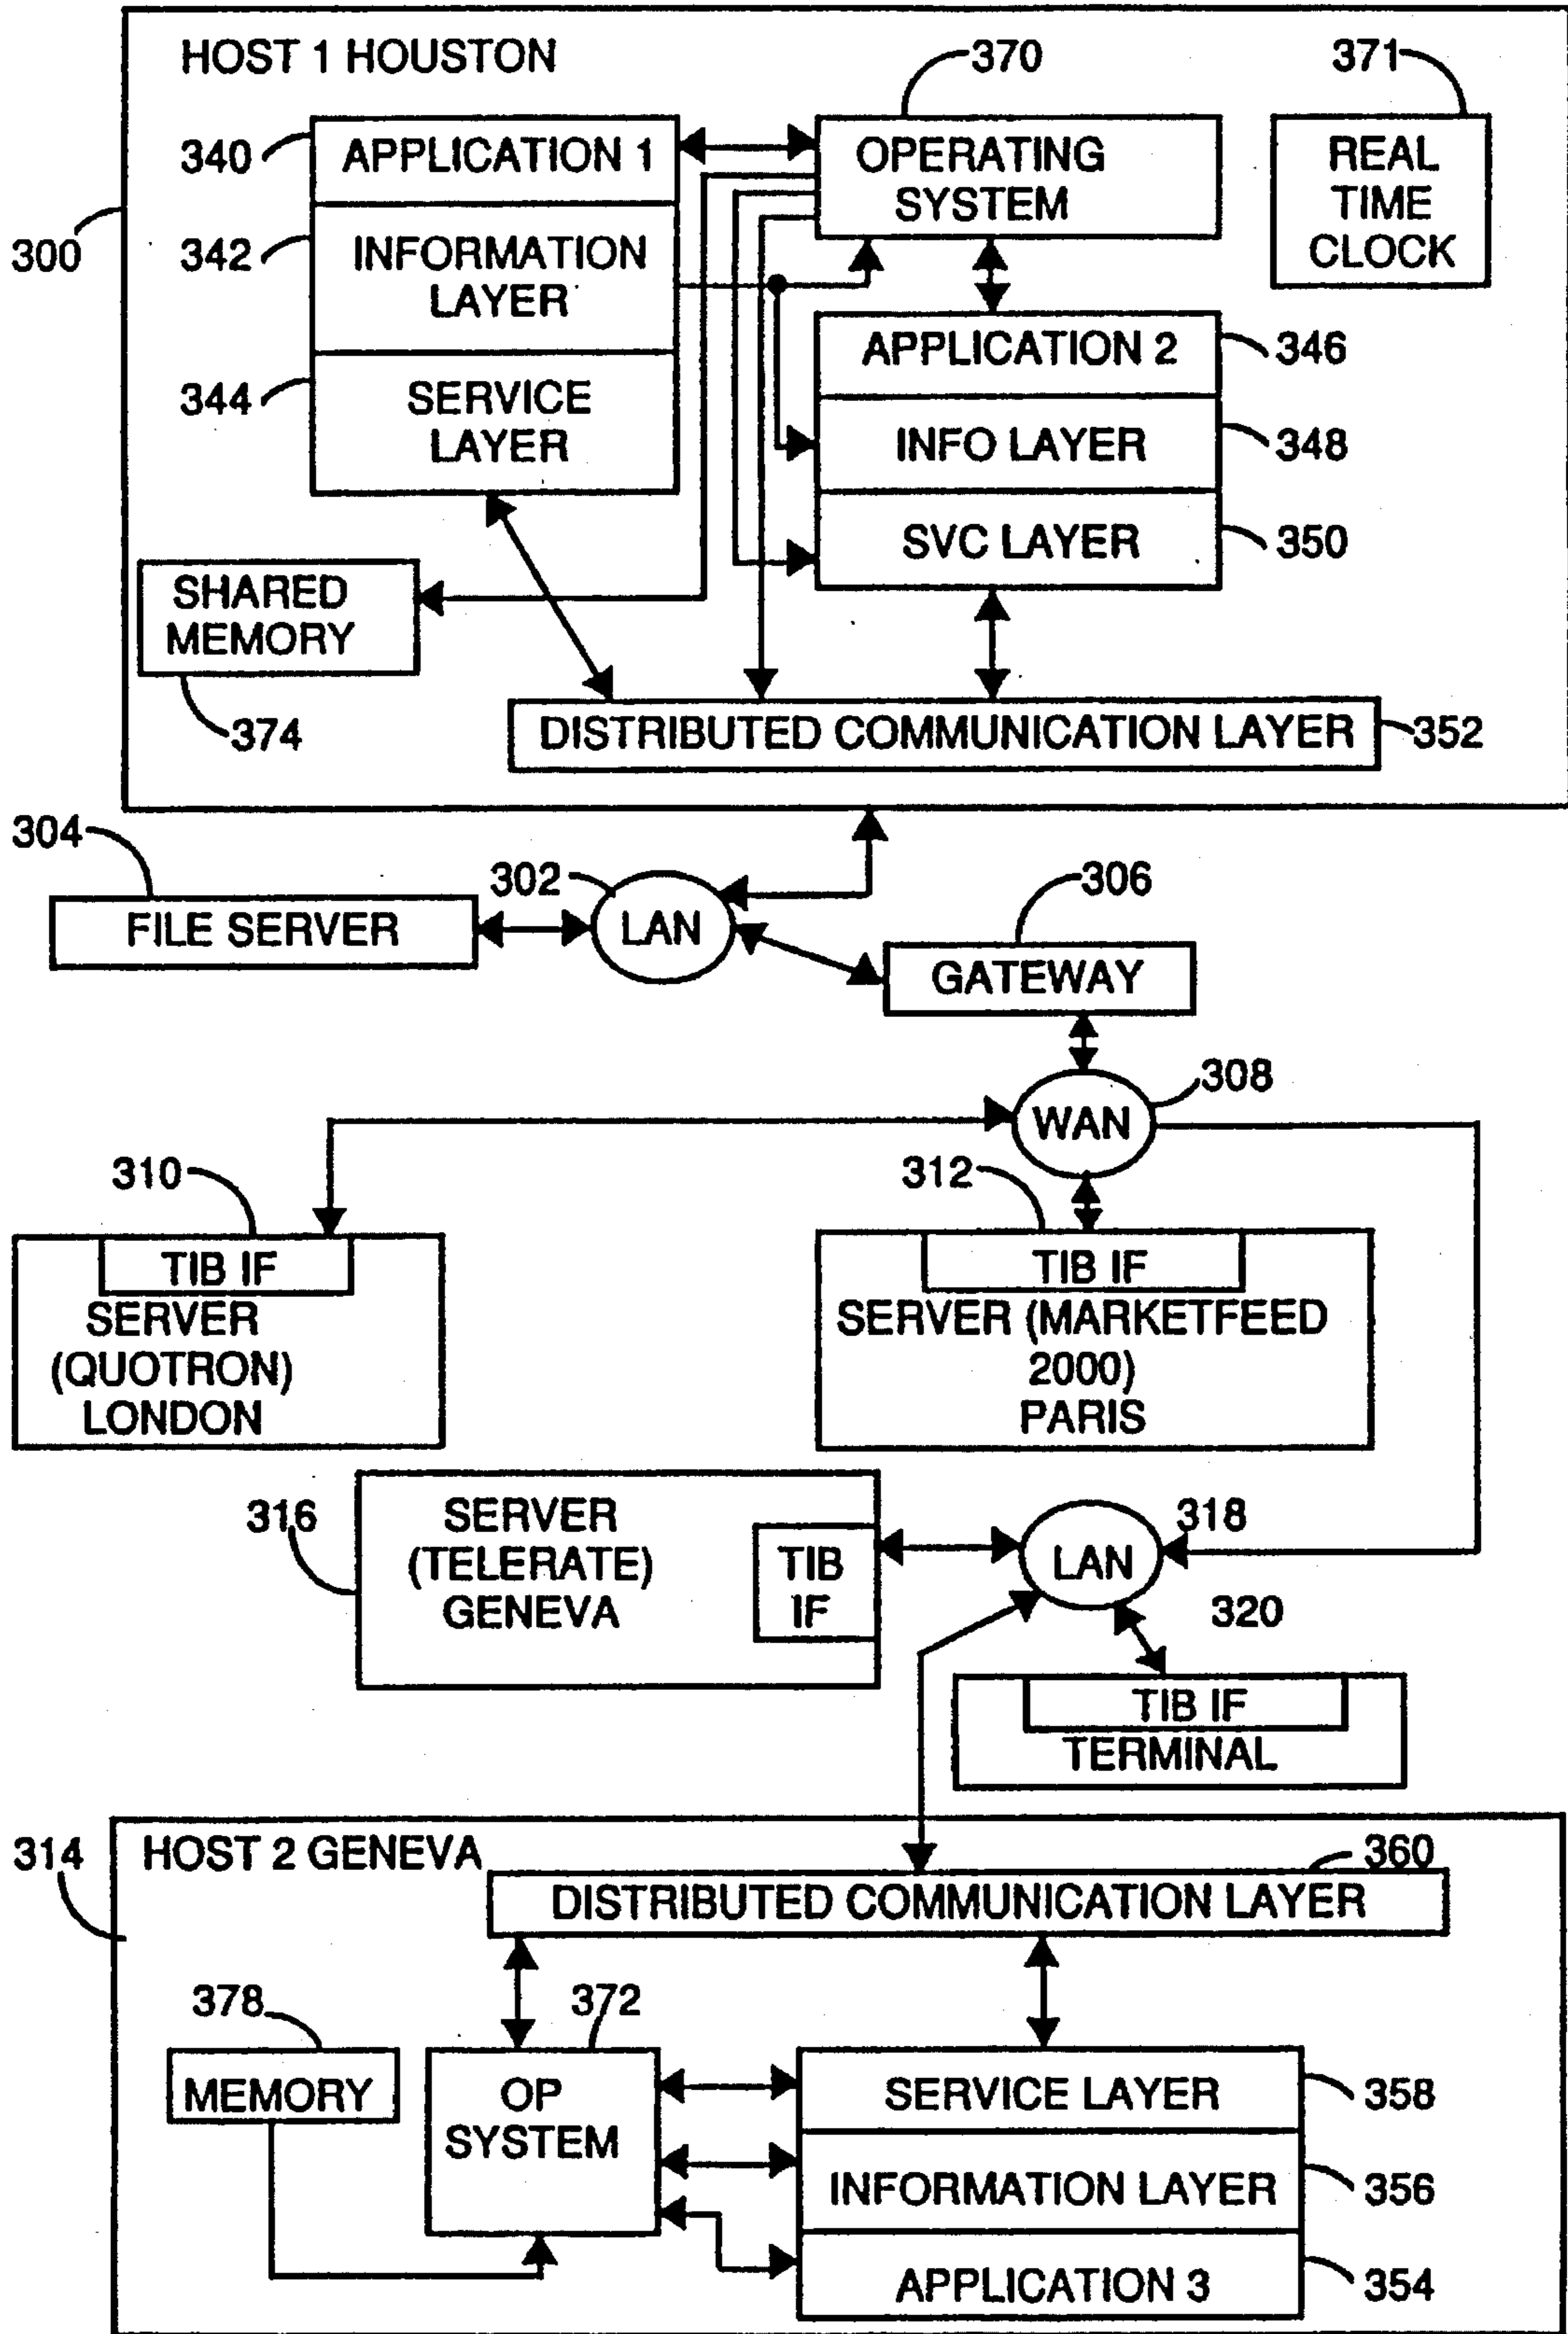 HOST 1 HOUSTON
370
371
340
APPLICATION 1
OPERATING
SYSTEM
REAL
TIME
CLOCK
300
342
INFORMATION
LAYER
APPLICATION 2
346
344
SERVICE
LAYER
INFO LAYER
348
SVC LAYER
350
SHARED
MEMORY
374
DISTRIBUTED COMMUNICATION LAYER
352
304
302
306
FILE SERVER
LAN
GATEWAY
308
WAN
310
312
TIB IF
SERVER
(QUOTRON)
LONDON
TIB IF
SERVER (MARKETFEED
2000)
PARIS
316
SERVER
(TELERATE)
GENEVA
TIB
IF
318
LAN
320
TIB IF
TERMINAL
314
HOST 2 GENEVA
360
DISTRIBUTED COMMUNICATION LAYER
378
372
MEMORY
OP
SYSTEM
SERVICE LAYER
358
INFORMATION LAYER
356
APPLICATION 3
354